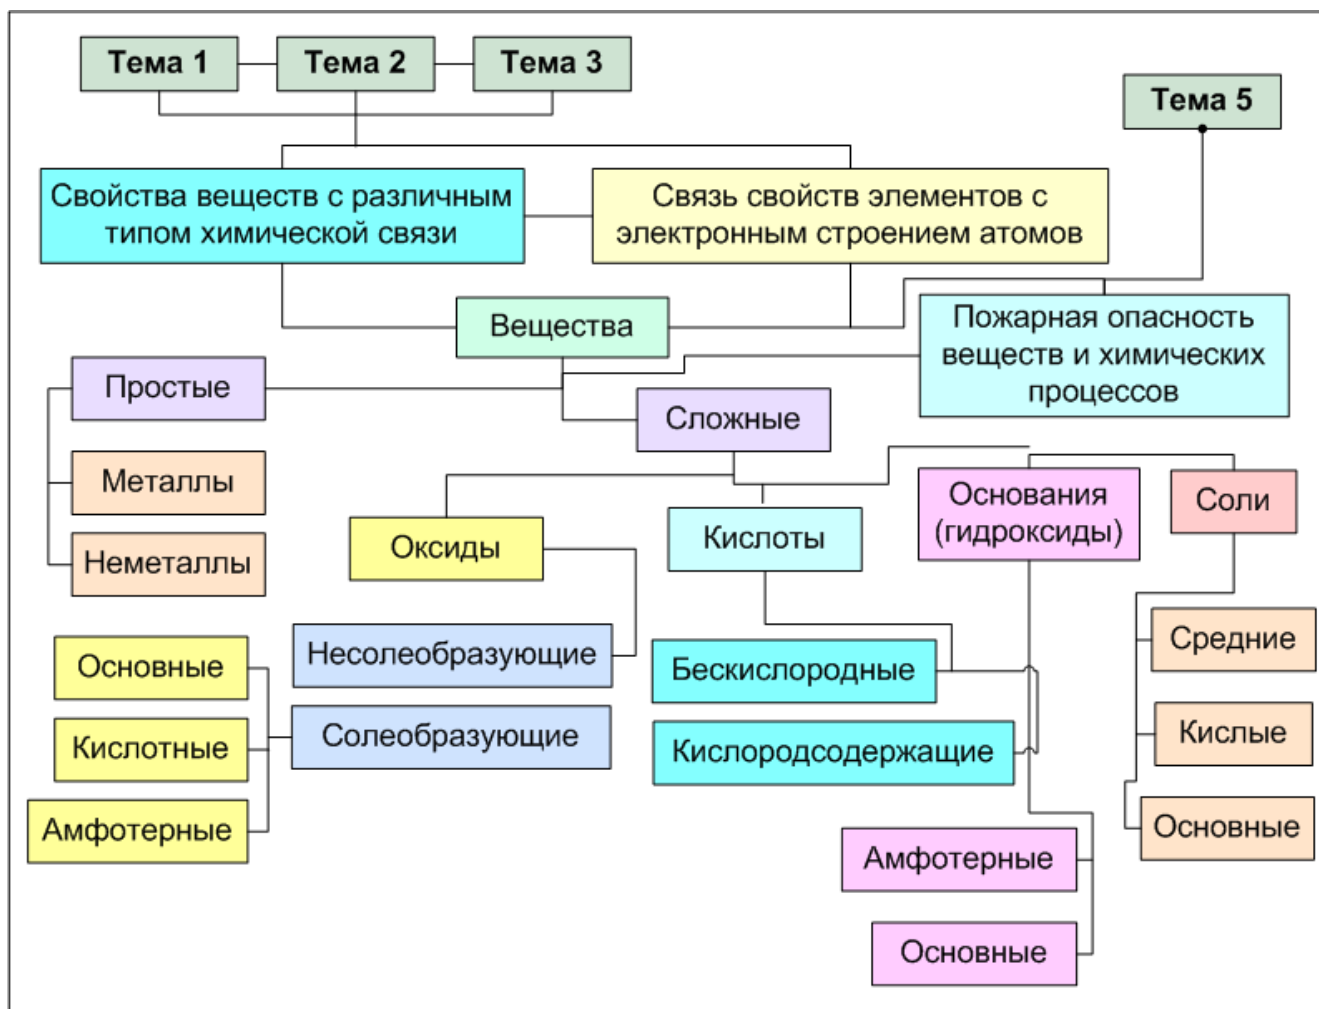 Тема 1
Тема 2
Тема 3
Тема 5
Свойства веществ с различным
типом химической связи
Связь свойств элементов с
электронным строением атомов
Вещества
Пожарная опасность
веществ и химических
процессов
Простые
Сложные
Металлы
Неметаллы
Оксиды
Кислоты
Основания
(гидроксиды)
Соли
Несолеобразующие
Солеобразующие
Основные
Кислотные
Амфотерные
Бескислородные
Кислородсодержащие
Средние
Кислые
Основные
Амфотерные
Основные